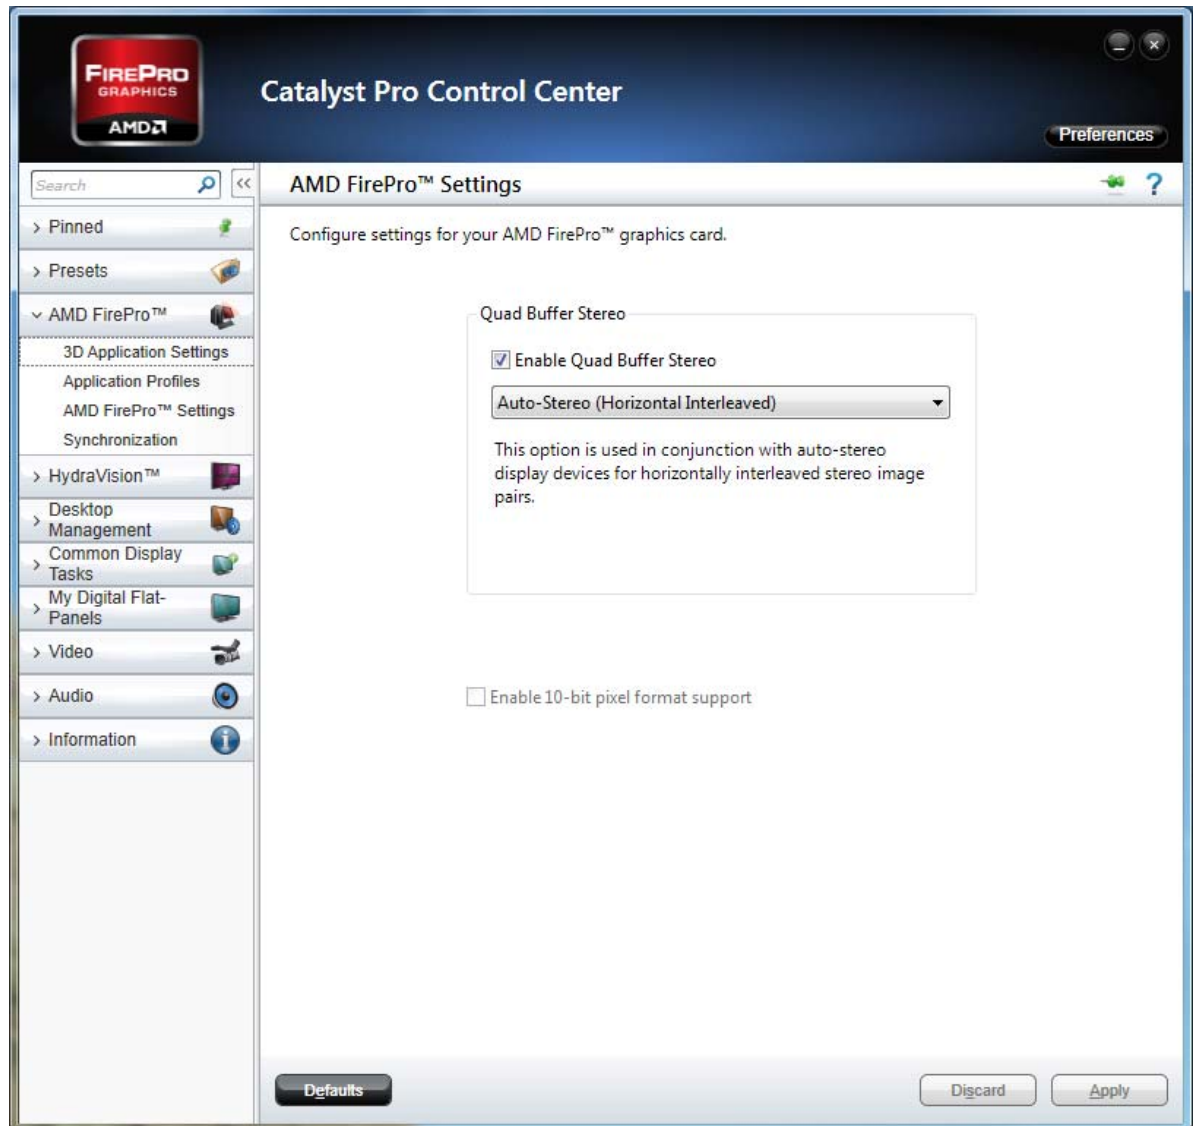 FIREPRO
GRAPHICS
AMD
Catalyst Pro Control Center
Preferences
Search
<<
AMD FirePro™ Settings
?
> Pinned
> Presets
AMD FirePro™
3D Application Settings
Application Profiles
AMD FirePro™ Settings
Synchronization
> HydraVision™
> Desktop
Management
> Common Display
Tasks
> My Digital Flat-
Panels
> Video
> Audio
> Information
Configure settings for your AMD FirePro™ graphics card.
Quad Buffer Stereo
Enable Quad Buffer Stereo
Auto-Stereo (Horizontal Interleaved)
This option is used in conjunction with auto-stereo
display devices for horizontally interleaved stereo image
pairs.
Enable 10-bit pixel format support
Defaults
Discard
Apply